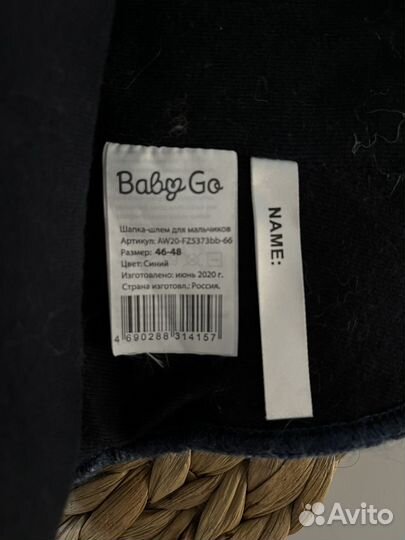 Baby Go
Шапка-шлем для мальчиков
Артикул: AW20-FZ5373bb-66
Размер: 46-48
Цвет: Синий
Изготовлено: июнь 2020 г.
Страна изготовл.: Россия.
4 690288 314157
NAME:
Avito